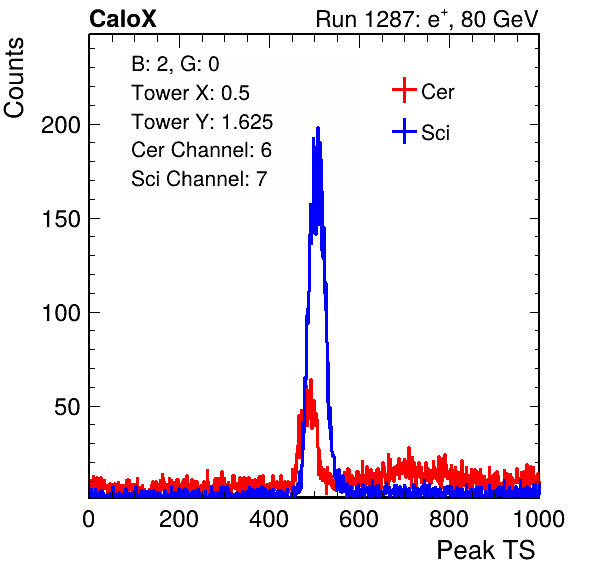 CaloX Run 1287: e⁺, 80 GeV
Counts
B: 2, G: 0
Tower X: 0.5
Tower Y: 1.625
Cer Channel: 6
Sci Channel: 7
Cer
Sci
200
150
100
50
0 200 400 600 800 1000
Peak TS